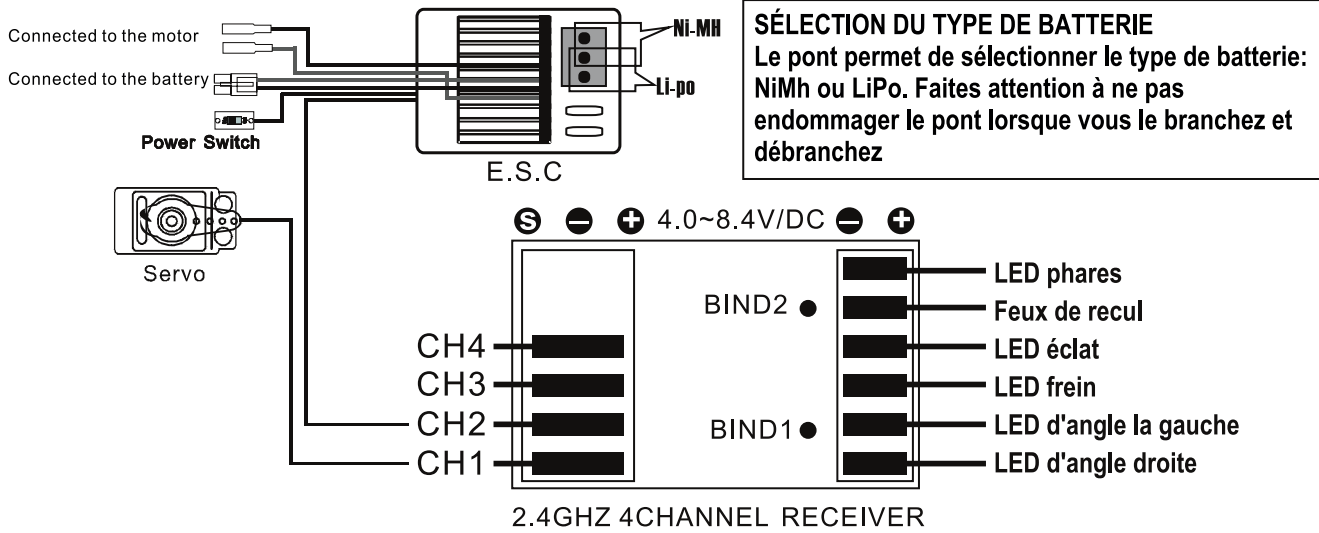 Connected to the motor
Connected to the battery
Power Switch
Ni-MH
Li-po
E.S.C
SÉLECTION DU TYPE DE BATTERIE
Le pont permet de sélectionner le type de batterie:
NiMh ou LiPo. Faites attention à ne pas
endommager le pont lorsque vous le branchez et
débranchez
Servo
S - + 4.0~8.4V/DC - +
BIND2
BIND1
CH4
CH3
CH2
CH1
LED phares
Feux de recul
LED éclat
LED frein
LED d'angle la gauche
LED d'angle droite
2.4GHZ 4CHANNEL RECEIVER